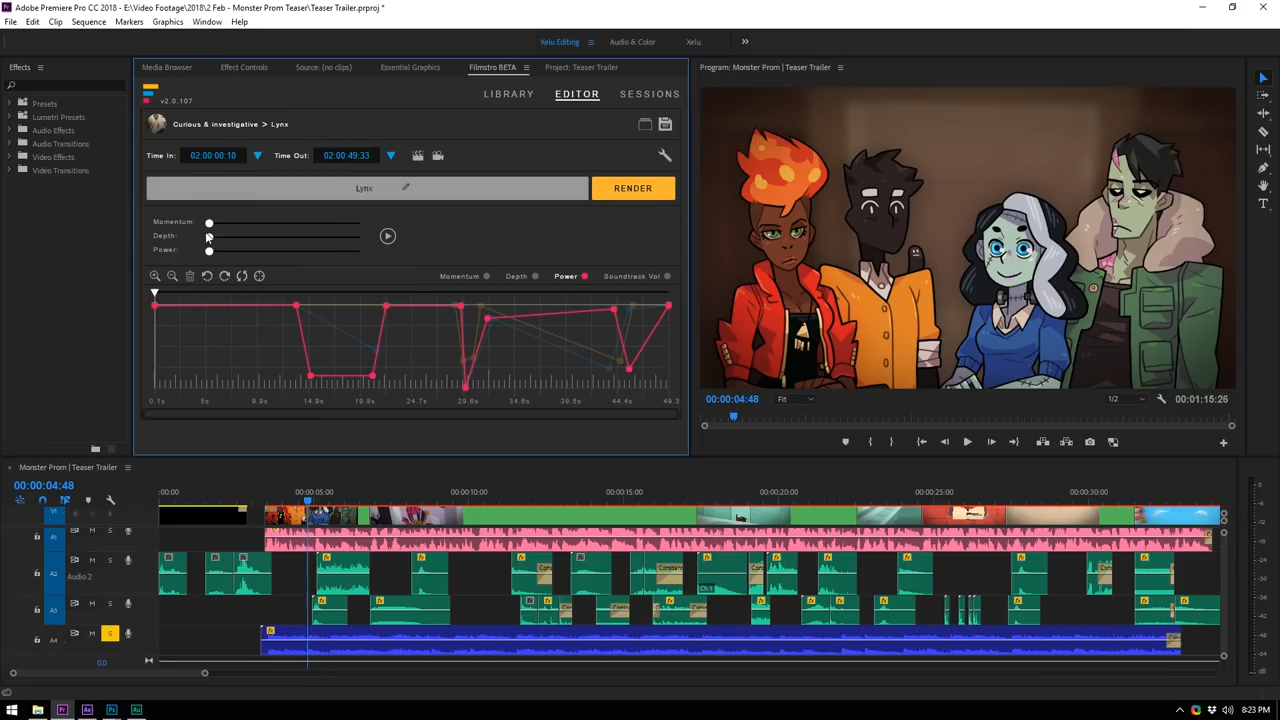 Adobe Premiere Pro CC 2018 - E:\Video Footage\2018\2 Feb - Monster Prom Teaser\Teaser Trailer.prproj *
File Edit Clip Sequence Markers Graphics Window Help
Xelu Editing Audio & Color Xelu
Effects
Media Browser Effect Controls Source: (no clips) Essential Graphics Filmstro BETA Project: Teaser Trailer
Program: Monster Prom | Teaser Trailer
Presets
Lumetri Presets
Audio Effects
Audio Transitions
Video Effects
Video Transitions
v2.0.107
LIBRARY EDITOR SESSIONS
Curious & investigative > Lynx
Time In: 02:00:00:10 Time Out: 02:00:49:33
Lynx RENDER
Momentum:
Depth:
Power:
Momentum Depth Power Soundtrack Vol
0.1s 5s 9.9s 14.9s 19.8s 24.7s 29.6s 34.6s 39.5s 44.4s 49.3
00:00:04:48 Fit 1/2 00:01:15:26
Monster Prom | Teaser Trailer
00:00:04:48
:00:00 00:00:05:00 00:00:10:00 00:00:15:00 00:00:20:00 00:00:25:00 00:00:30:00
V1
A1 M S
A2 M S
Audio 2
Constant
Ch.1
A3 M S
A4 M S
0.0
0
8:23 PM